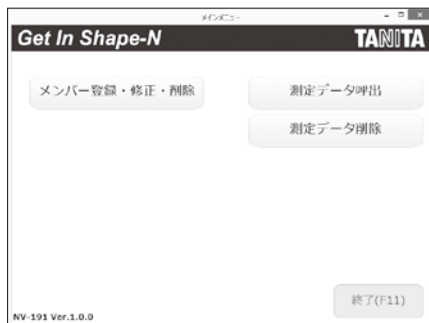 メインメニュー
Get In Shape-N
TANITA
メンバー登録・修正・削除
測定データ呼出
測定データ削除
終了(F11)
NV-191 Ver.1.0.0